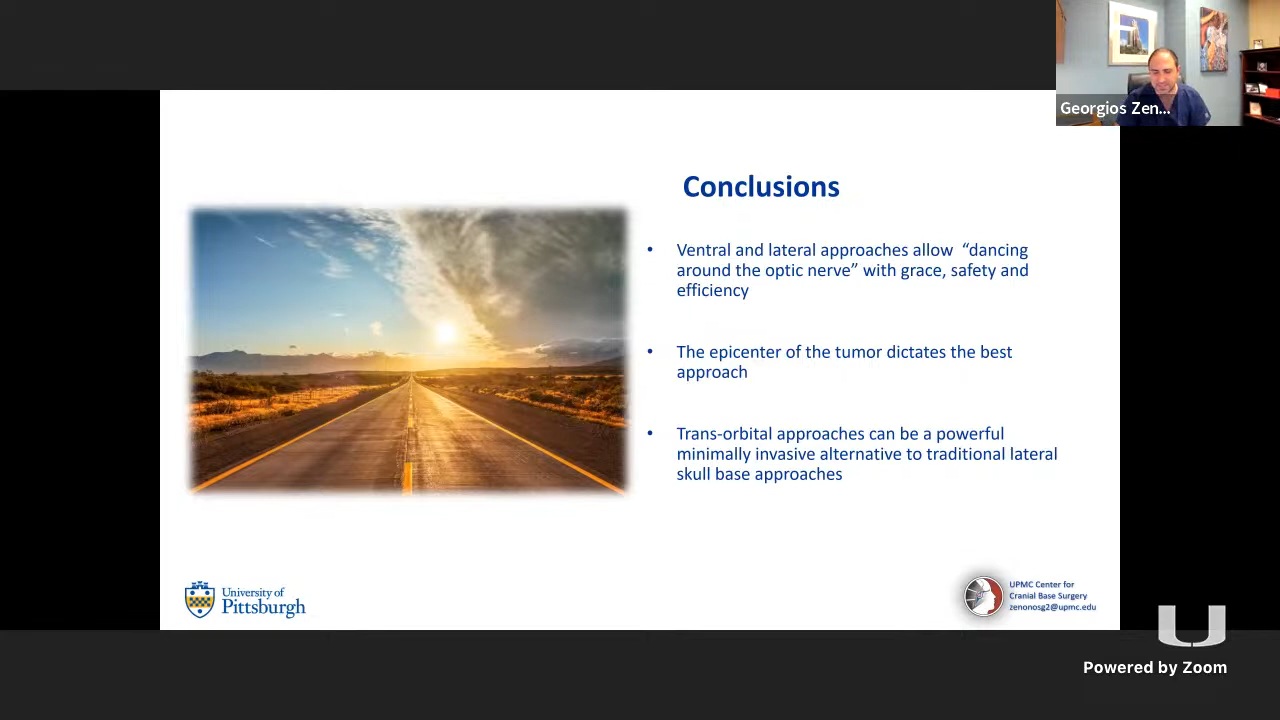 Georgios Zen...
Conclusions
• Ventral and lateral approaches allow “dancing
around the optic nerve” with grace, safety and
efficiency
• The epicenter of the tumor dictates the best
approach
• Trans-orbital approaches can be a powerful
minimally invasive alternative to traditional lateral
skull base approaches
University of
Pittsburgh
UPMC Center for
Cranial Base Surgery
zenonosg2@upmc.edu
U
Powered by Zoom